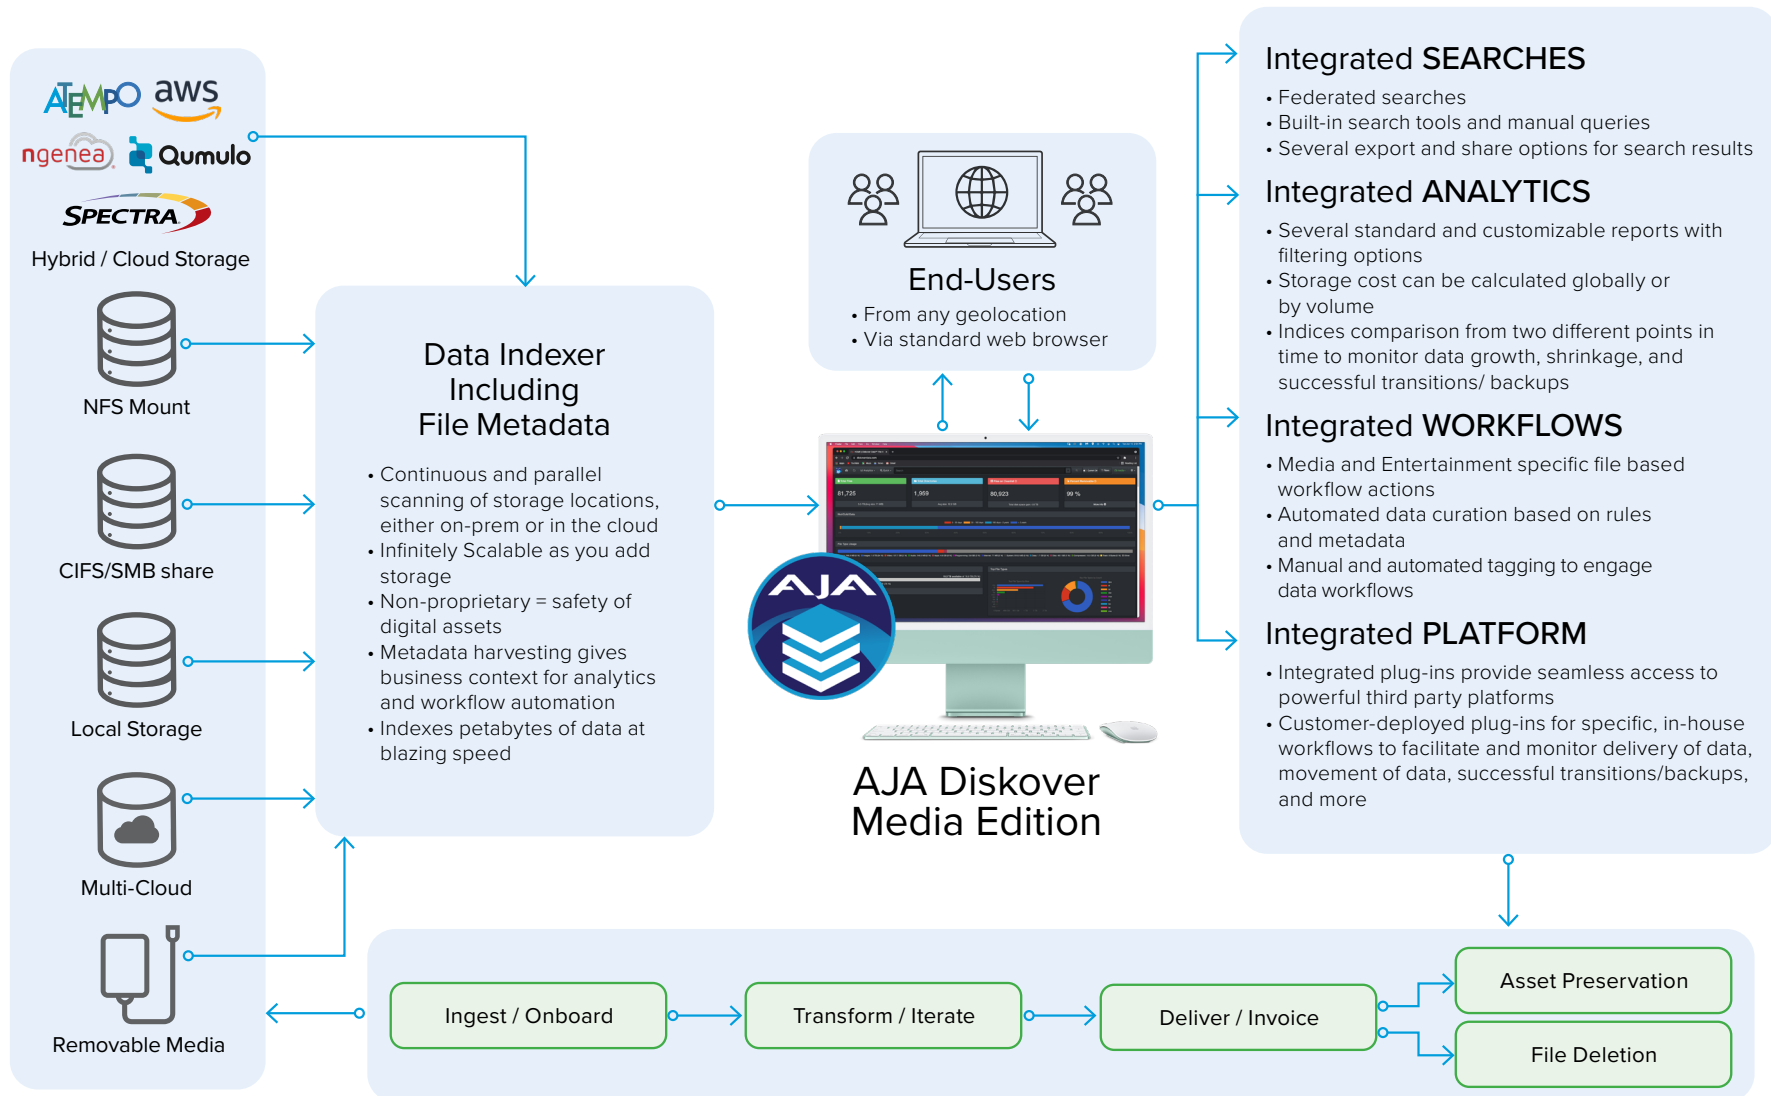 ATEMPO aws
ngenea Qumulo
SPECTRA
Hybrid / Cloud Storage
NFS Mount
CIFS/SMB share
Local Storage
Multi-Cloud
Removable Media
Data Indexer
Including
File Metadata
• Continuous and parallel
scanning of storage locations,
either on-prem or in the cloud
• Infinitely Scalable as you add
storage
• Non-proprietary = safety of
digital assets
• Metadata harvesting gives
business context for analytics
and workflow automation
• Indexes petabytes of data at
blazing speed
End-Users
• From any geolocation
• Via standard web browser
81,725
1,959
80,923
99 %
AJA
AJA Diskover
Media Edition
Integrated SEARCHES
• Federated searches
• Built-in search tools and manual queries
• Several export and share options for search results
Integrated ANALYTICS
• Several standard and customizable reports with
filtering options
• Storage cost can be calculated globally or
by volume
• Indices comparison from two different points in
time to monitor data growth, shrinkage, and
successful transitions/ backups
Integrated WORKFLOWS
• Media and Entertainment specific file based
workflow actions
• Automated data curation based on rules
and metadata
• Manual and automated tagging to engage
data workflows
Integrated PLATFORM
• Integrated plug-ins provide seamless access to
powerful third party platforms
• Customer-deployed plug-ins for specific, in-house
workflows to facilitate and monitor delivery of data,
movement of data, successful transitions/backups,
and more
Ingest / Onboard
Transform / Iterate
Deliver / Invoice
Asset Preservation
File Deletion